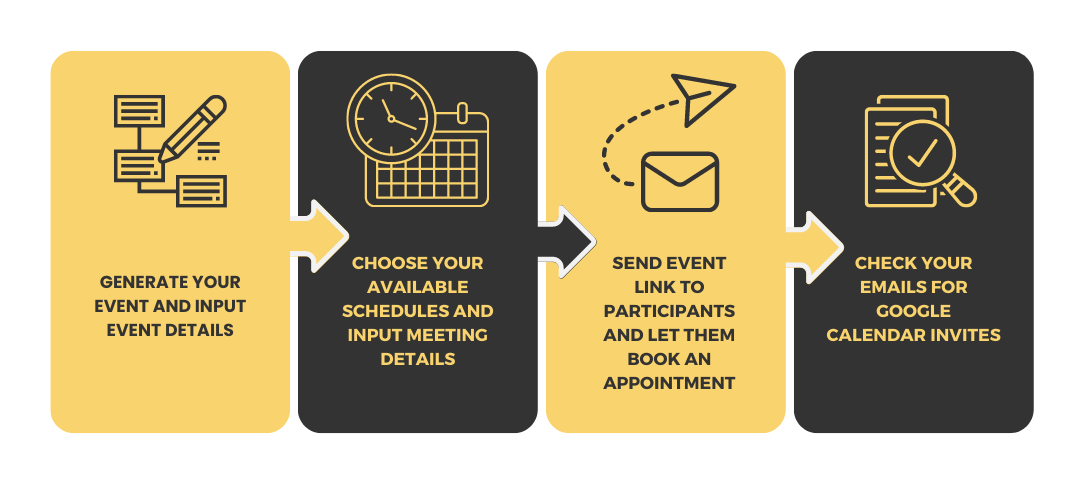 GENERATE YOUR
EVENT AND INPUT
EVENT DETAILS
CHOOSE YOUR
AVAILABLE
SCHEDULES AND
INPUT MEETING
DETAILS
SEND EVENT
LINK TO
PARTICIPANTS
AND LET THEM
BOOK AN
APPOINTMENT
CHECK YOUR
EMAILS FOR
GOOGLE
CALENDAR INVITES